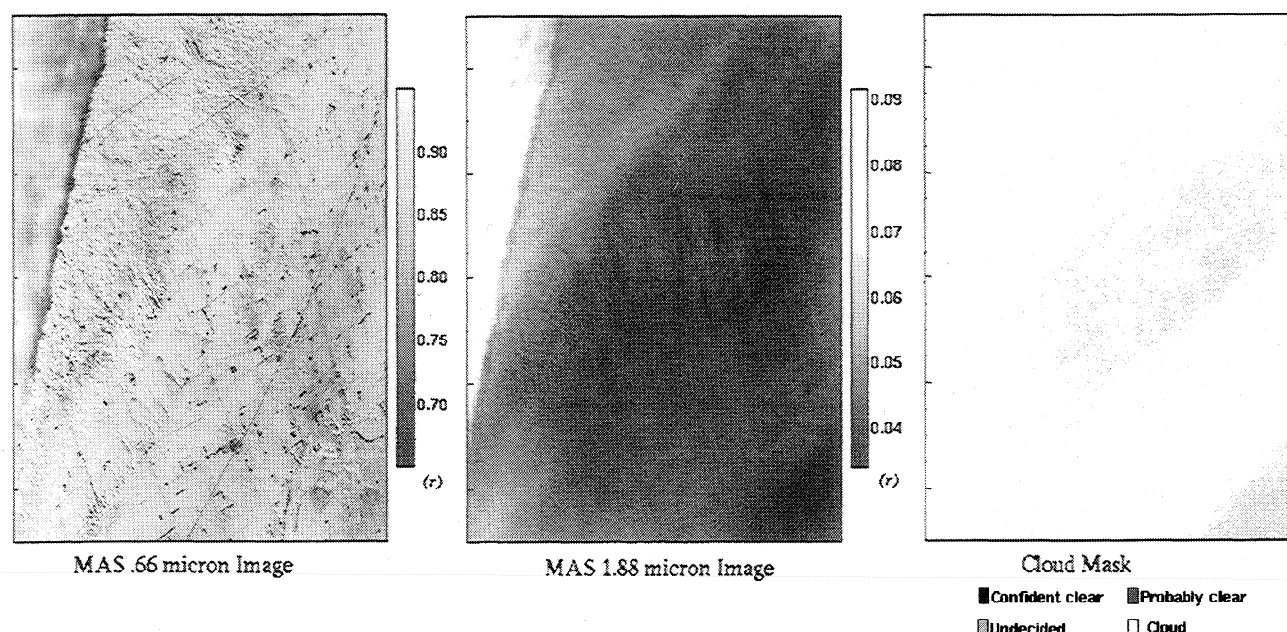 0.90
0.85
0.80
0.75
0.70
(r)
0.09
0.08
0.07
0.06
0.05
0.04
(r)
MAS .66 micron Image
MAS 1.88 micron Image
Cloud Mask
Confident clear
Probably clear
Undecided
Cloud